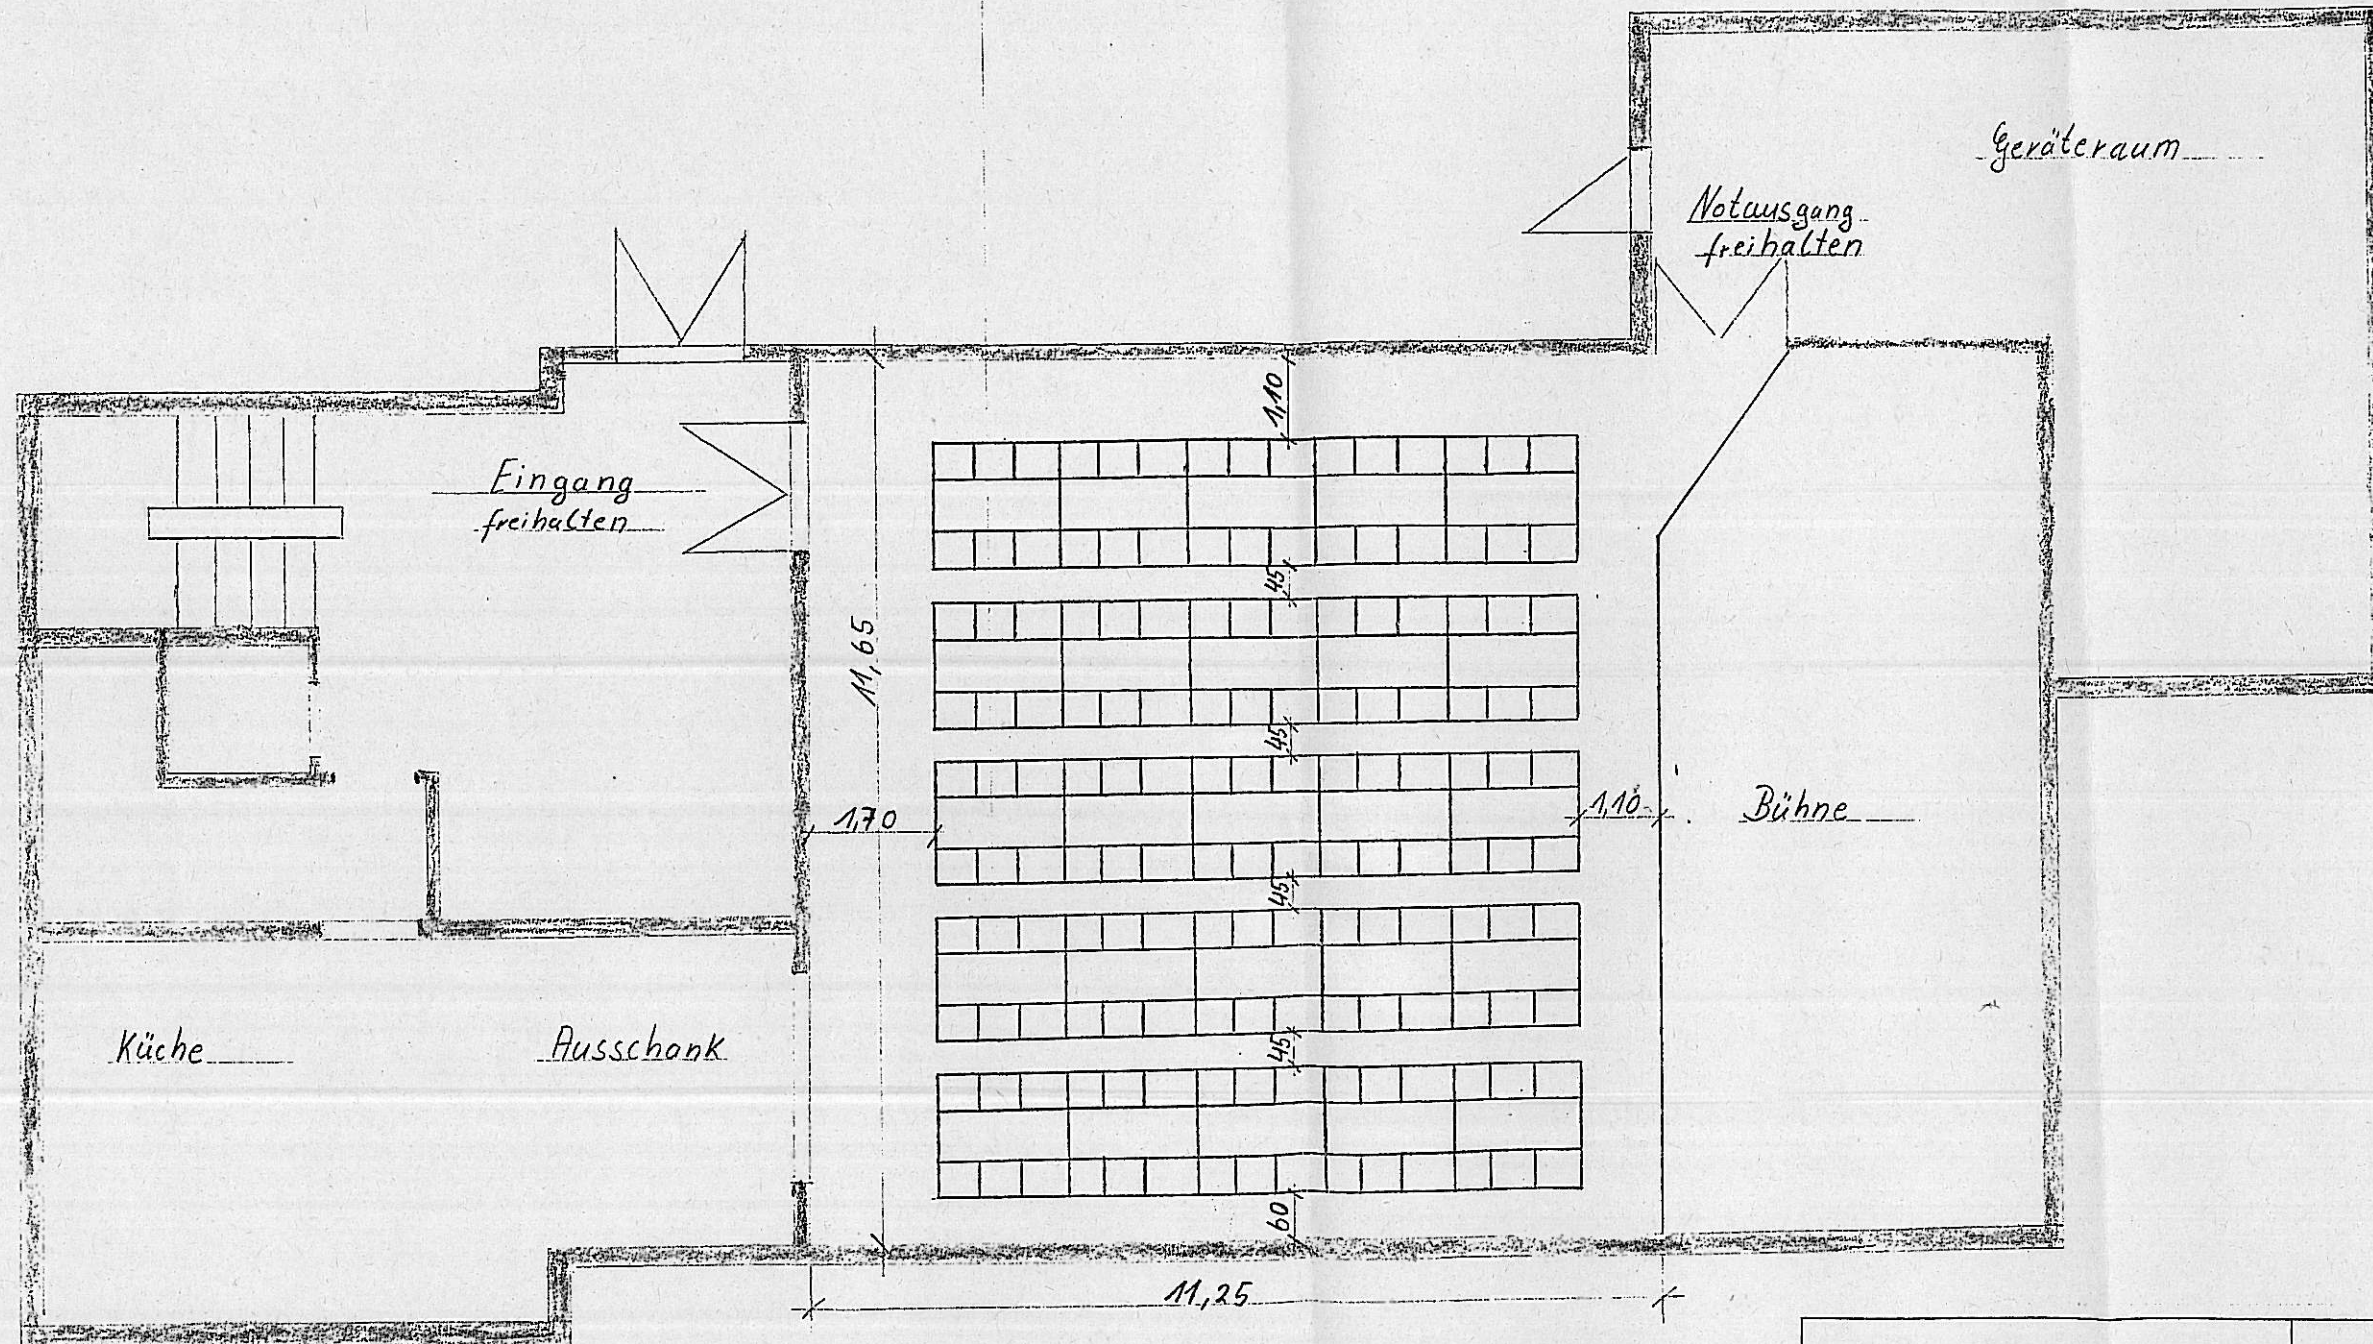 Geräteraum
Notausgang
freihalten
1,10
Eingang
freihalten
45
11,65
45
1,70
1,10
Bühne
45
45
Küche
Ausschank
60
11,25